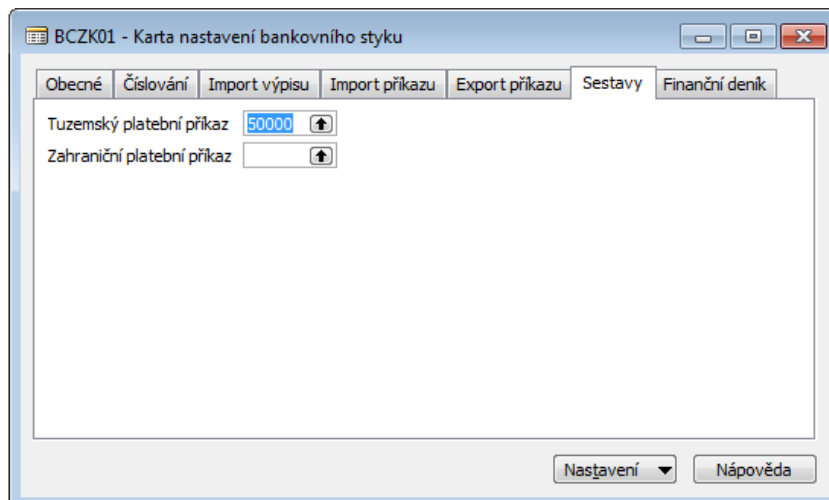 BCZK01 - Karta nastavení bankovního styku
Obecné Číslování Import výpisu Import příkazu Export příkazu Sestavy Finanční deník
Tuzemský platební příkaz 50000
Zahraniční platební příkaz
Nastavení Nápověda